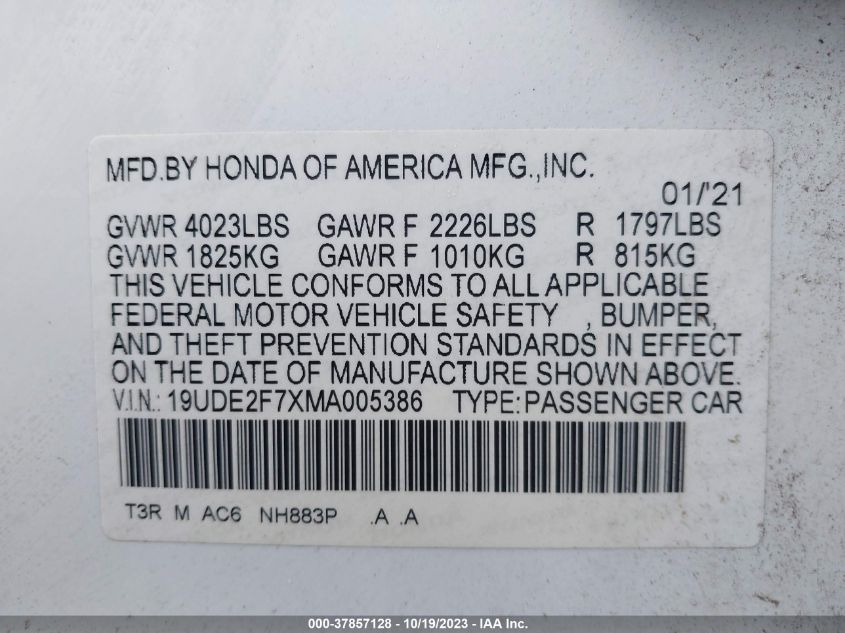 MFD.BY HONDA OF AMERICA MFG.,INC.
01/'21
GVWR 4023LBS GAWR F 2226LBS R 1797LBS
GVWR 1825KG GAWR F 1010KG R 815KG
THIS VEHICLE CONFORMS TO ALL APPLICABLE
FEDERAL MOTOR VEHICLE SAFETY , BUMPER,
AND THEFT PREVENTION STANDARDS IN EFFECT
ON THE DATE OF MANUFACTURE SHOWN ABOVE.
V.I.N.: 19UDE2F7XMA005386 TYPE:PASSENGER CAR
T3R M AC6 NH883P .A .A
000-37857128 - 10/19/2023 - IAA Inc.